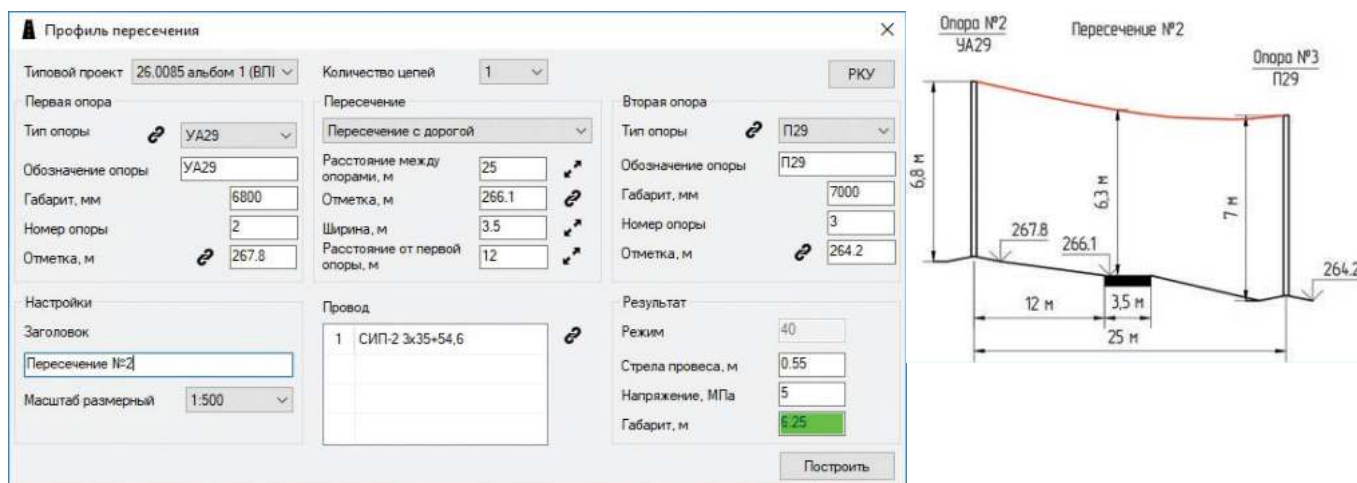 Профиль пересечения
Типовой проект 26.0085 альбом 1 (ВЛI Количество цепей 1 РКУ
Первая опора
Тип опоры УА29
Обозначение опоры УА29
Габарит, мм 6800
Номер опоры 2
Отметка, м 267.8
Пересечение
Пересечение с дорогой
Расстояние между
опорами, м 25
Отметка, м 266.1
Ширина, м 3.5
Расстояние от первой
опоры, м 12
Вторая опора
Тип опоры П29
Обозначение опоры П29
Габарит, мм 7000
Номер опоры 3
Отметка, м 264.2
Настройки
Заголовок
Пересечение №2
Масштаб размерный 1:500
Провод
1 СИП-2 3x35+54,6
Результат
Режим 40
Стрела провеса, м 0.55
Напряжение, МПа 5
Габарит, м 6.25
Построить
Опора №2
УА29
Пересечение №2
Опора №3
П29
6,8 м
6,3 м
7 м
267.8
266.1
264.2
12 м
3,5 м
25 м